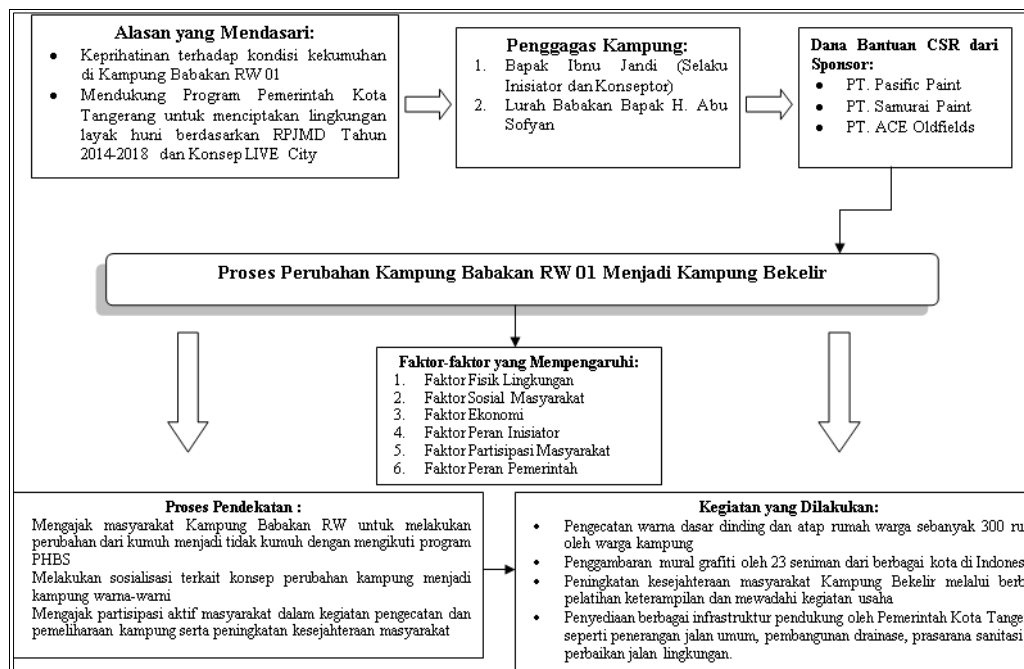 Alasan yang Mendasari:
• Keprihatinan terhadap kondisi kekumuhan
di Kampung Babakan RW 01
• Mendukung Program Pemerintah Kota
Tangerang untuk menciptakan lingkungan
layak huni berdasarkan RPJMD Tahun
2014-2018 dan Konsep LIVE City
Penggagas Kampung:
1. Bapak Ibnu Jandi (Selaku
Inisiator dan Konseptor)
2. Lurah Babakan Bapak H. Abu
Sofyan
Dana Bantuan CSR dari
Sponsor:
• PT. Pasific Paint
• PT. Samurai Paint
• PT. ACE Oldfields
Proses Perubahan Kampung Babakan RW 01 Menjadi Kampung Bekelir
Faktor-faktor yang Mempengaruhi:
1. Faktor Fisik Lingkungan
2. Faktor Sosial Masyarakat
3. Faktor Ekonomi
4. Faktor Peran Inisiator
5. Faktor Partisipasi Masyarakat
6. Faktor Peran Pemerintah
Proses Pendekatan :
Mengajak masyarakat Kampung Babakan RW untuk melakukan
perubahan dari kumuh menjadi tidak kumuh dengan mengikuti program
PHBS
Melakukan sosialisasi terkait konsep perubahan kampung menjadi
kampung warna-warni
Mengajak partisipasi aktif masyarakat dalam kegiatan pengecatan dan
pemeliharaan kampung serta peningkatan kesejahteraan masyarakat
Kegiatan yang Dilakukan:
• Pengecatan warna dasar dinding dan atap rumah warga sebanyak 300 ru
oleh warga kampung
• Penggambaran mural grafiti oleh 23 seniman dari berbagai kota di Indones
• Peningkatan kesejahteraan masyarakat Kampung Bekelir melalui berb
pelatihan keterampilan dan mewadahi kegiatan usaha
• Penyediaan berbagai infrastruktur pendukung oleh Pemerintah Kota Tange
seperti penerangan jalan umum, pembangunan drainase, prasarana sanitasi
perbaikan jalan lingkungan.